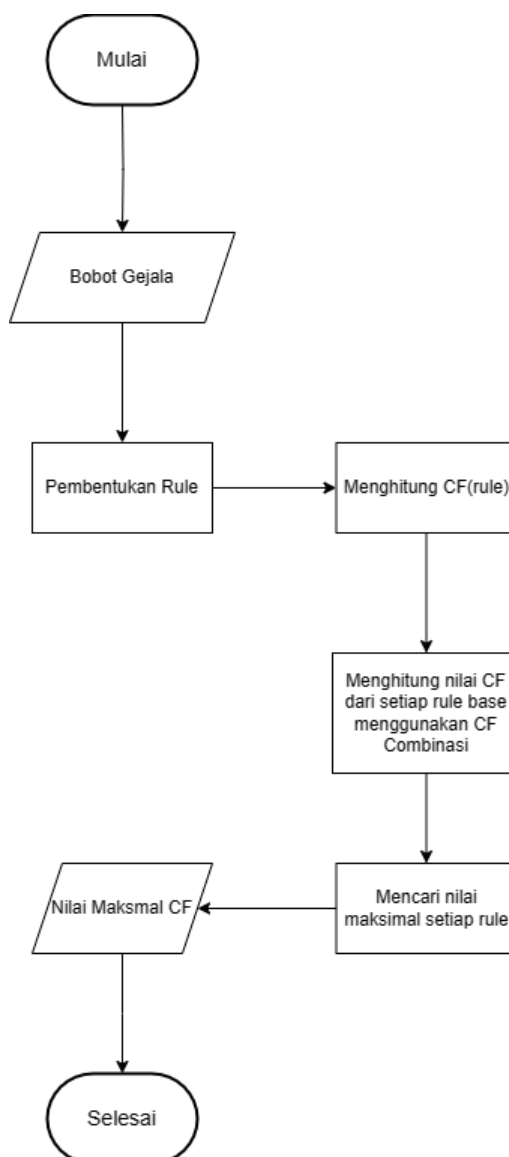 Mulai
Bobot Gejala
Pembentukan Rule
Menghitung CF(rule)
Menghitung nilai CF
dari setiap rule base
menggunakan CF
Combinasi
Mencari nilai
maksimal setiap rule
Nilai Maksmal CF
Selesai